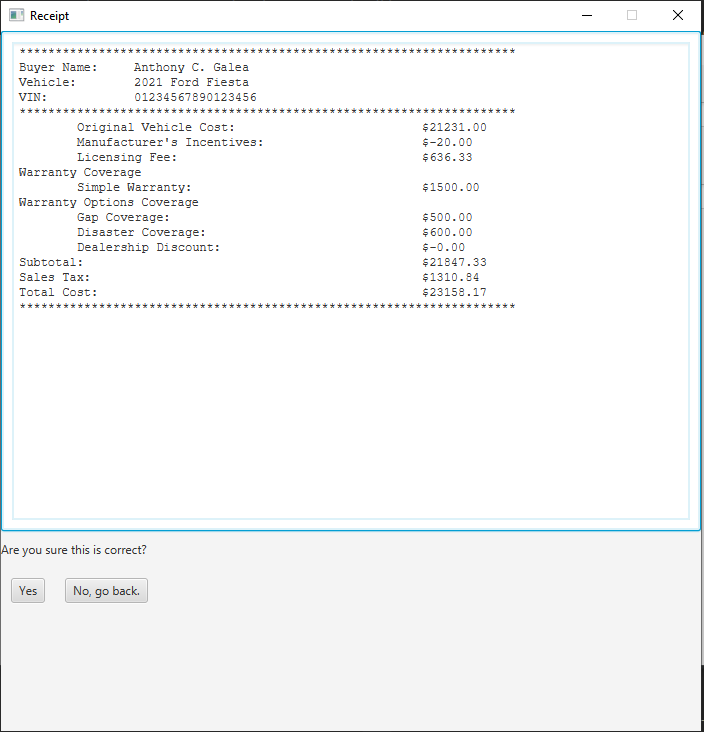 Receipt
*********************************************************************
Buyer Name: Anthony C. Galea
Vehicle: 2021 Ford Fiesta
VIN: 01234567890123456
*********************************************************************
Original Vehicle Cost: $21231.00
Manufacturer's Incentives: $-20.00
Licensing Fee: $636.33
Warranty Coverage
Simple Warranty: $1500.00
Warranty Options Coverage
Gap Coverage: $500.00
Disaster Coverage: $600.00
Dealership Discount: $-0.00
Subtotal: $21847.33
Sales Tax: $1310.84
Total Cost: $23158.17
*********************************************************************
Are you sure this is correct?
Yes No, go back.